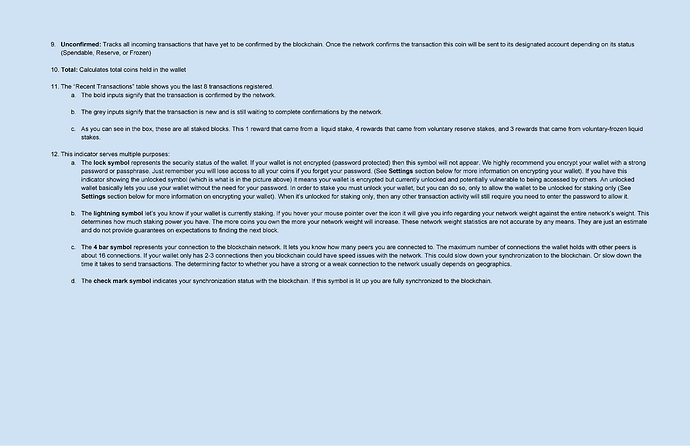 9. Unconfirmed: Tracks all incoming transactions that have yet to be confirmed by the blockchain. Once the network confirms the transaction this coin will be sent to its designated account depending on its status
(Spendable, Reserve, or Frozen)
10. Total: Calculates total coins held in the wallet
11. The "Recent Transactions" table shows you the last 8 transactions registered.
a. The bold inputs signify that the transaction is confirmed by the network.
b. The grey inputs signify that the transaction is new and is still waiting to complete confirmations by the network.
c. As you can see in the box, these are all staked blocks. This 1 reward that came from a liquid stake, 4 rewards that came from voluntary reserve stakes, and 3 rewards that came from voluntary-frozen liquid
stakes.
12. This indicator serves multiple purposes:
a. The lock symbol represents the security status of the wallet. If your wallet is not encrypted (password protected) then this symbol will not appear. We highly recommend you encrypt your wallet with a strong
password or passphrase. Just remember you will lose access to all your coins if you forget your password. (See Settings section below for more information on encrypting your wallet). If you have this
indicator showing the unlocked symbol (which is what is in the picture above) it means your wallet is encrypted but currently unlocked and potentially vulnerable to being accessed by others. An unlocked
wallet basically lets you use your wallet without the need for your password. In order to stake you must unlock your wallet, but you can do so, only to allow the wallet to be unlocked for staking only (See
Settings section below for more information on encrypting your wallet). When it's unlocked for staking only, then any other transaction activity will still require you need to enter the password to allow it.
b. The lightning symbol let's you know if your wallet is currently staking. If you hover your mouse pointer over the icon it will give you info regarding your network weight against the entire network's weight. This
determines how much staking power you have. The more coins you own the more your network weight will increase. These network weight statistics are not accurate by any means. They are just an estimate
and do not provide guarantees on expectations to finding the next block.
c. The 4 bar symbol represents your connection to the blockchain network. It lets you know how many peers you are connected to. The maximum number of connections the wallet holds with other peers is
about 16 connections. If your wallet only has 2-3 connections then you blockchain could have speed issues with the network. This could slow down your synchronization to the blockchain. Or slow down the
time it takes to send transactions. The determining factor to whether you have a strong or a weak connection to the network usually depends on geographics.
d. The check mark symbol indicates your synchronization status with the blockchain. If this symbol is lit up you are fully synchronized to the blockchain.